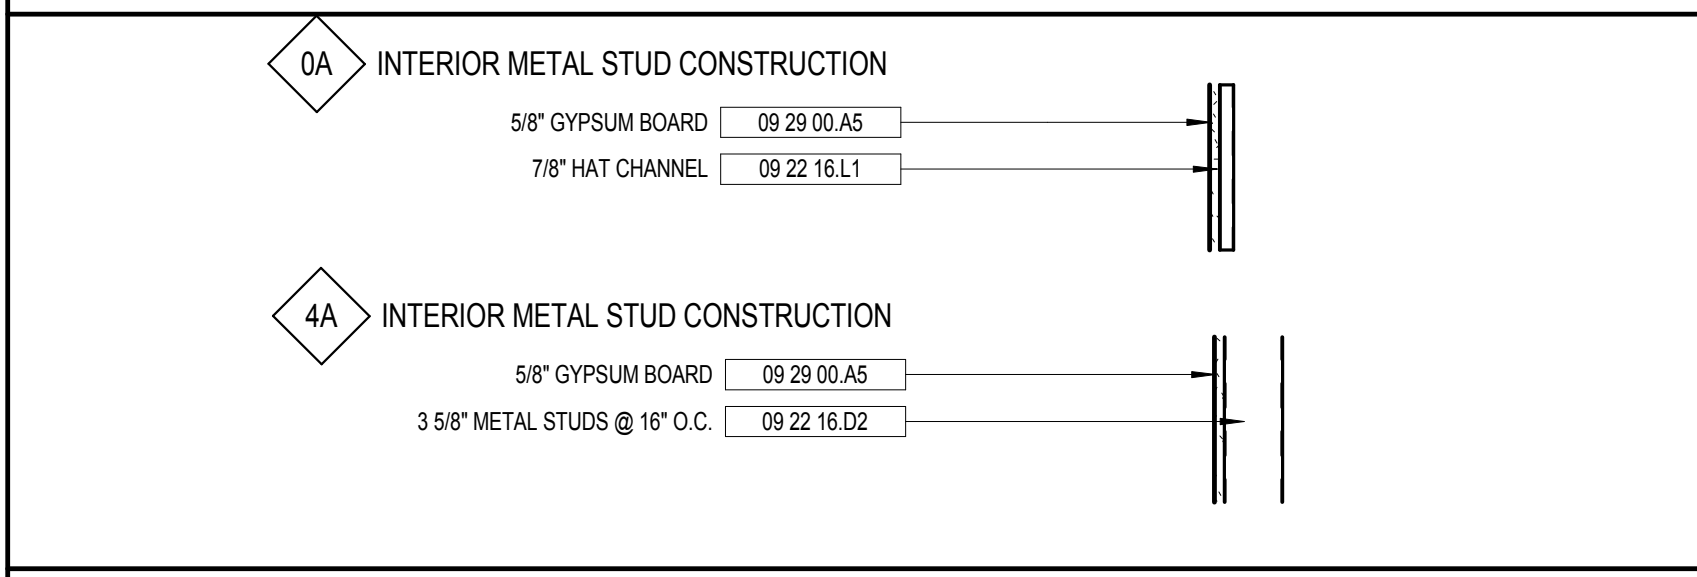 0A INTERIOR METAL STUD CONSTRUCTION
5/8" GYPSUM BOARD 09 29 00.A5
7/8" HAT CHANNEL 09 22 16.L1
4A INTERIOR METAL STUD CONSTRUCTION
5/8" GYPSUM BOARD 09 29 00.A5
3 5/8" METAL STUDS @ 16" O.C. 09 22 16.D2